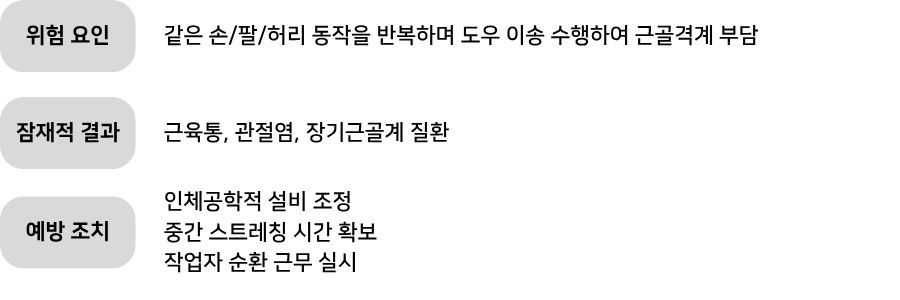 위험 요인
같은 손/팔/허리 동작을 반복하며 도우 이송 수행하여 근골격계 부담
잠재적 결과
근육통, 관절염, 장기근골계 질환
예방 조치
인체공학적 설비 조정
중간 스트레칭 시간 확보
작업자 순환 근무 실시